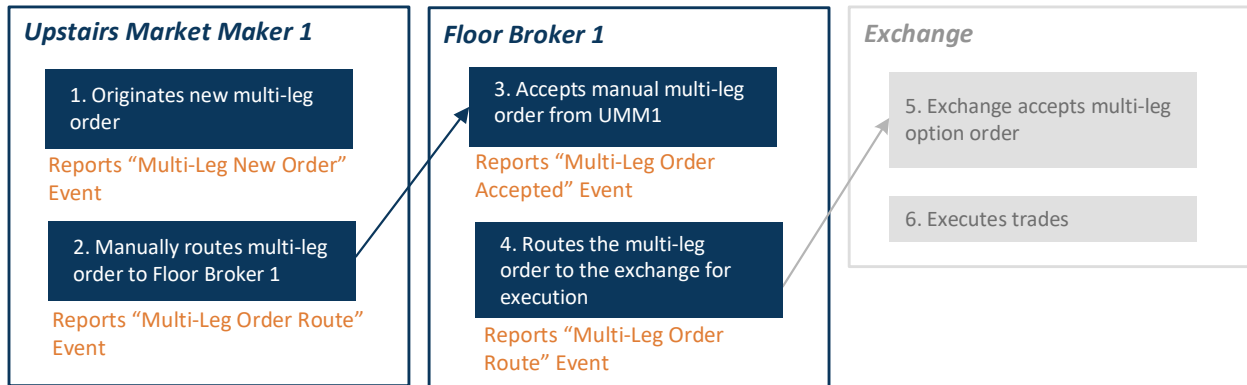 Upstairs Market Maker 1
1. Originates new multi-leg
order
Reports “Multi-Leg New Order”
Event
2. Manually routes multi-leg
order to Floor Broker 1
Reports “Multi-Leg Order Route”
Event
Floor Broker 1
3. Accepts manual multi-leg
order from UMM1
Reports “Multi-Leg Order
Accepted” Event
4. Routes the multi-leg
order to the exchange for
execution
Reports “Multi-Leg Order
Route” Event
Exchange
5. Exchange accepts multi-leg
option order
6. Executes trades